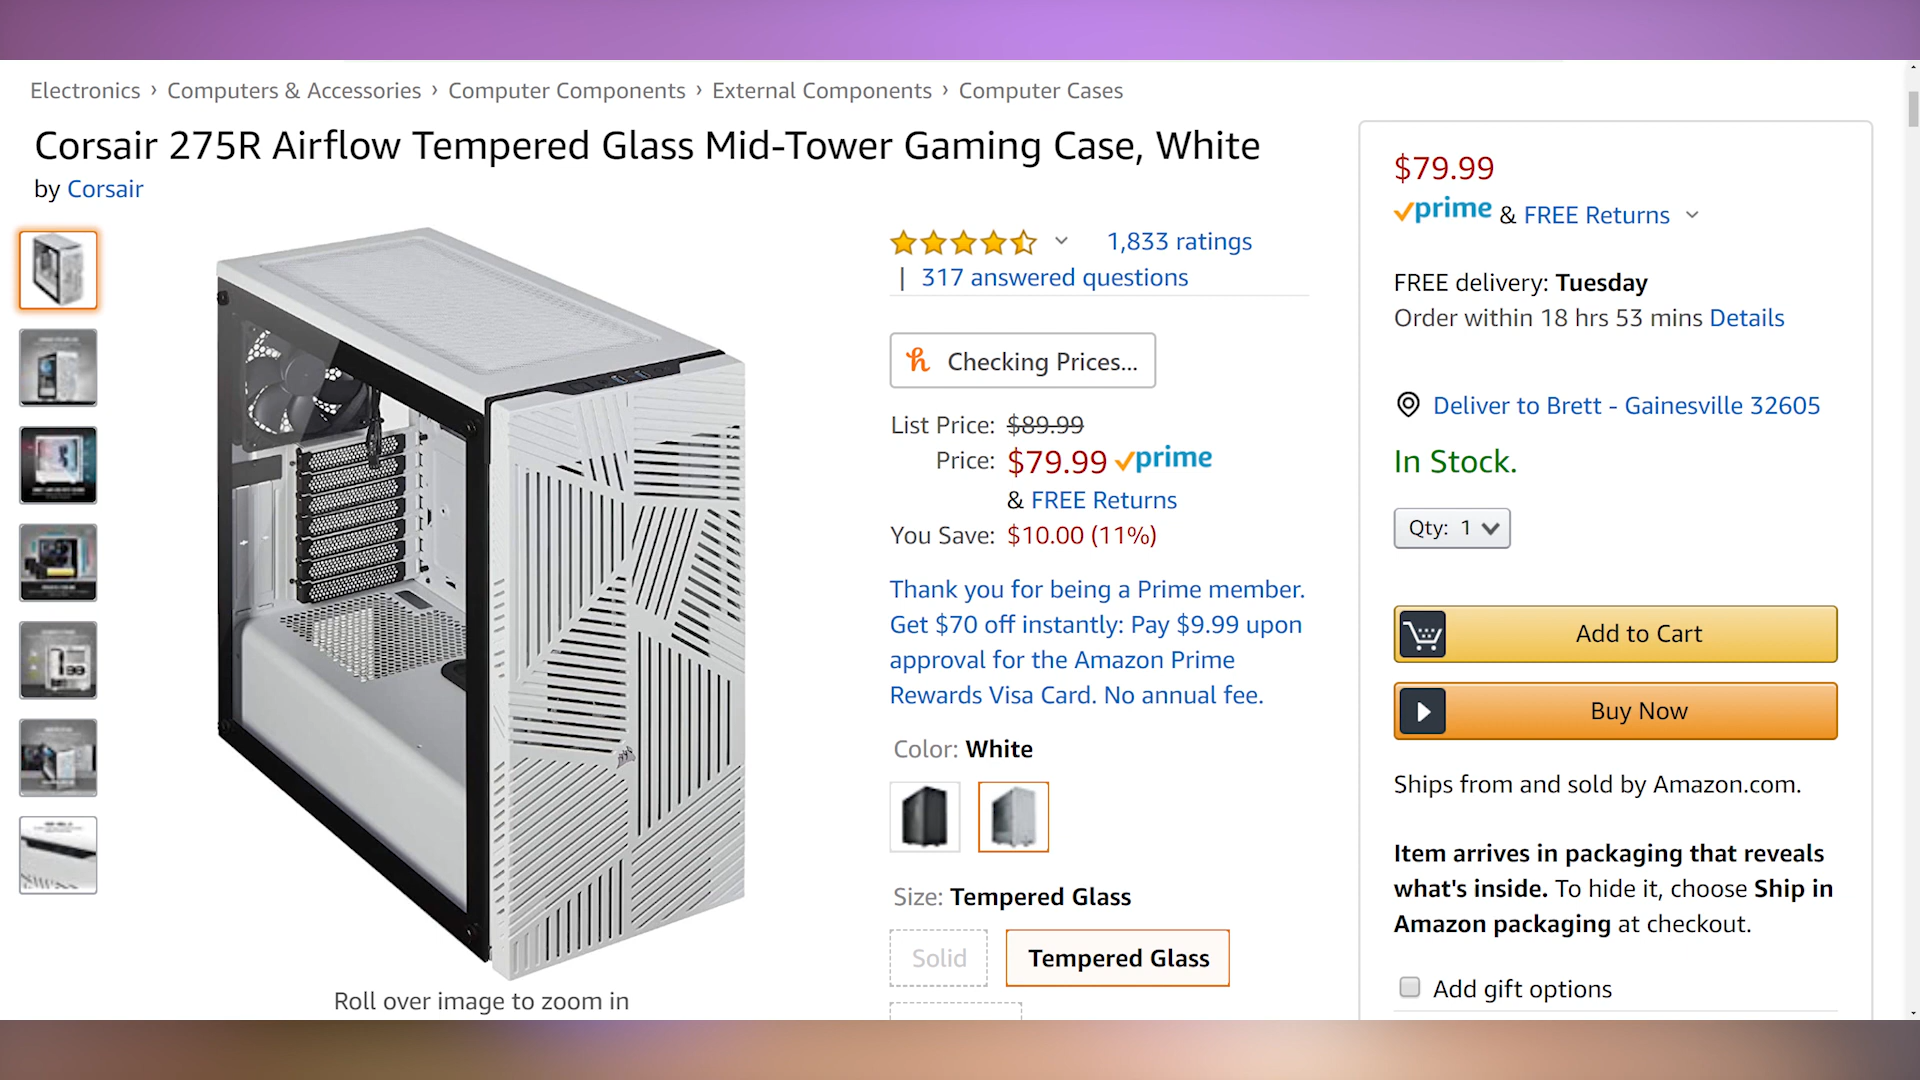 Electronics › Computers & Accessories › Computer Components › External Components › Computer Cases
Corsair 275R Airflow Tempered Glass Mid-Tower Gaming Case, White
by Corsair
1,833 ratings
| 317 answered questions
Checking Prices...
List Price: $89.99
Price: $79.99 prime
& FREE Returns
You Save: $10.00 (11%)
Thank you for being a Prime member.
Get $70 off instantly: Pay $9.99 upon
approval for the Amazon Prime
Rewards Visa Card. No annual fee.
Color: White
Size: Tempered Glass
Solid
Tempered Glass
Roll over image to zoom in
$79.99
prime & FREE Returns
FREE delivery: Tuesday
Order within 18 hrs 53 mins Details
Deliver to Brett - Gainesville 32605
In Stock.
Qty: 1
Add to Cart
Buy Now
Ships from and sold by Amazon.com.
Item arrives in packaging that reveals
what's inside. To hide it, choose Ship in
Amazon packaging at checkout.
Add gift options